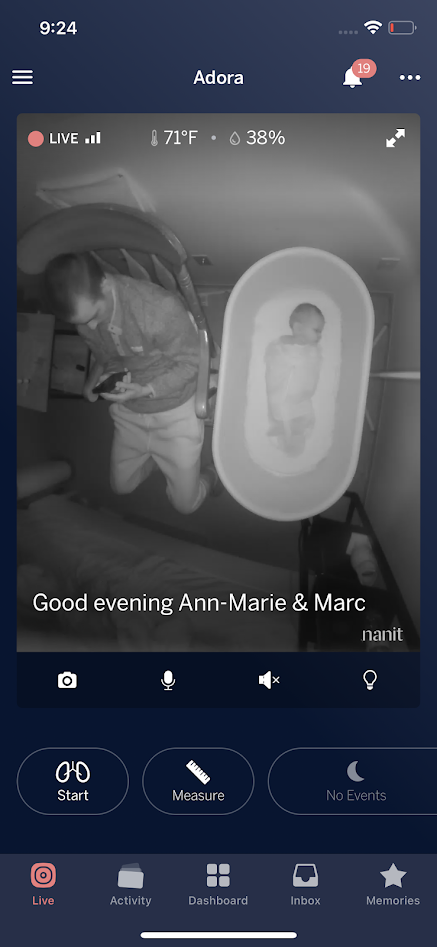 9:24
Adora
19
LIVE 71°F • 38%
Good evening Ann-Marie & Marc
nanit
Start
Measure
No Events
Live
Activity
Dashboard
Inbox
Memories